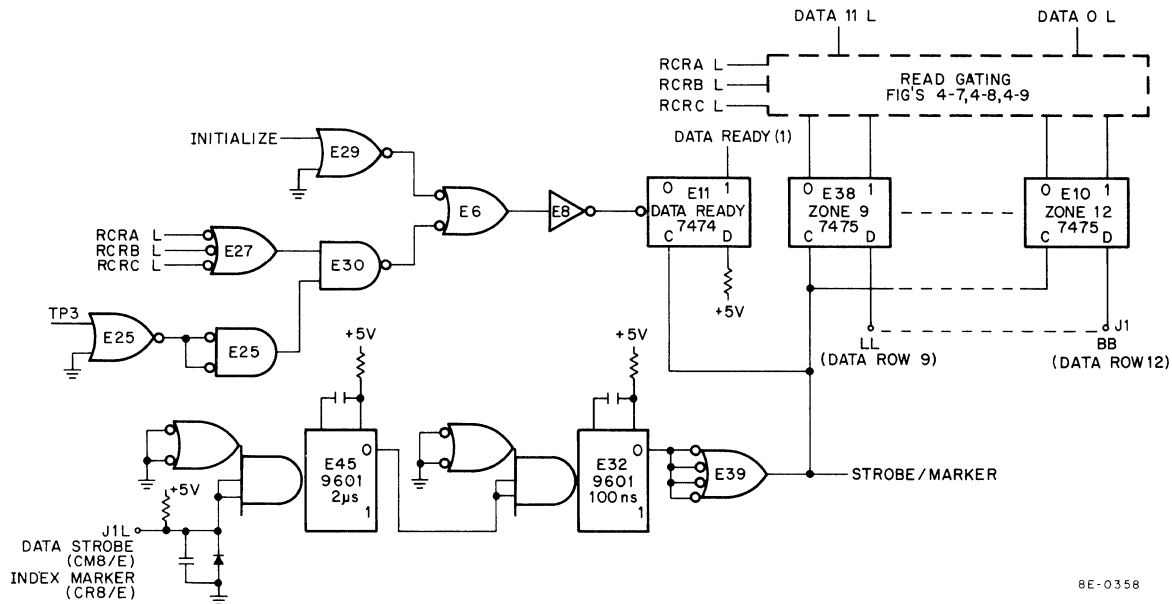 DATA 11 L
DATA 0 L
RCRA L
RCRB L
RCRC L
READ GATING
FIG'S 4-7,4-8,4-9
INITIALIZE
E29
DATA READY (1)
E6
E8
0 1
E11
DATA READY
7474
C D
+5V
0 1
E38
ZONE 9
7475
C D
0 1
E10
ZONE 12
7475
C D
RCRA L
RCRB L
RCRC L
E27
E30
TP3
E25
E25
LL
(DATA ROW 9)
J1
BB
(DATA ROW 12)
+5V
+5V
E45
9601
2µs
0
1
E32
9601
100ns
0
1
E39
STROBE/MARKER
+5V
J1L
DATA STROBE
(CM8/E)
INDEX MARKER
(CR8/E)
8E-0358